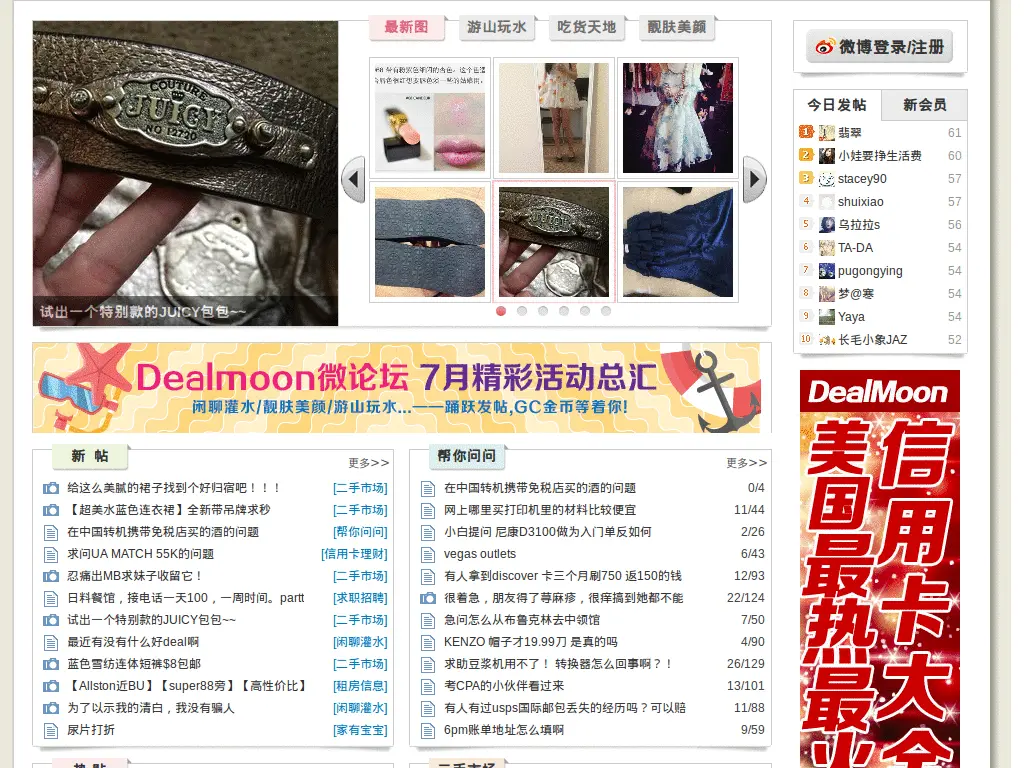 最新图
游山玩水
吃货天地
靓肤美颜
COUTURE
JUICY
NO 12720
试出一个特别款的JUICY包包~~
微博登录/注册
今日发帖
新会员
1 翡翠 61
2 小娃要挣生活费 60
3 stacey90 57
4 shuixiao 57
5 乌拉拉s 56
6 TA-DA 54
7 pugongying 54
8 梦@寒 54
9 Yaya 54
10 长毛小象JAZ 52
Dealmoon微论坛 7月精彩活动总汇
闲聊灌水/靓肤美颜/游山玩水...——踊跃发帖,GC金币等着你!
新 帖
更多>>
给这么美腻的裙子找到个好归宿吧！！！ [二手市场]
【超美水蓝色连衣裙】全新带吊牌求秒 [二手市场]
在中国转机携带免税店买的酒的问题 [帮你问问]
求问UA MATCH 55K的问题 [信用卡理财]
忍痛出MB求妹子收留它！ [二手市场]
日料餐馆，接电话一天100，一周时间。partt [求职招聘]
试出一个特别款的JUICY包包~~ [二手市场]
最近有没有什么好deal啊 [闲聊灌水]
蓝色雪纺连体短裤$8包邮 [二手市场]
【Allston近BU】【super88旁】【高性价比】 [租房信息]
为了以示我的清白，我没有骗人 [闲聊灌水]
尿片打折 [家有宝宝]
帮你问问
更多>>
在中国转机携带免税店买的酒的问题 0/4
网上哪里买打印机里的材料比较便宜 11/44
小白提问 尼康D3100做为入门单反如何 2/26
vegas outlets 6/43
有人拿到discover 卡三个月刷750 返150的钱 12/93
很着急，朋友得了荨麻疹，很痒搞到她都不能 22/124
急问怎么从布鲁克林去中领馆 7/50
KENZO 帽子才19.99刀 是真的吗 4/90
求助豆浆机用不了！ 转换器怎么回事啊？！ 26/129
考CPA的小伙伴看过来 13/101
有人有过usps国际邮包丢失的经历吗？可以赔 11/88
6pm账单地址怎么填啊 9/59
DealMoon
信用卡大全
美国最热最火